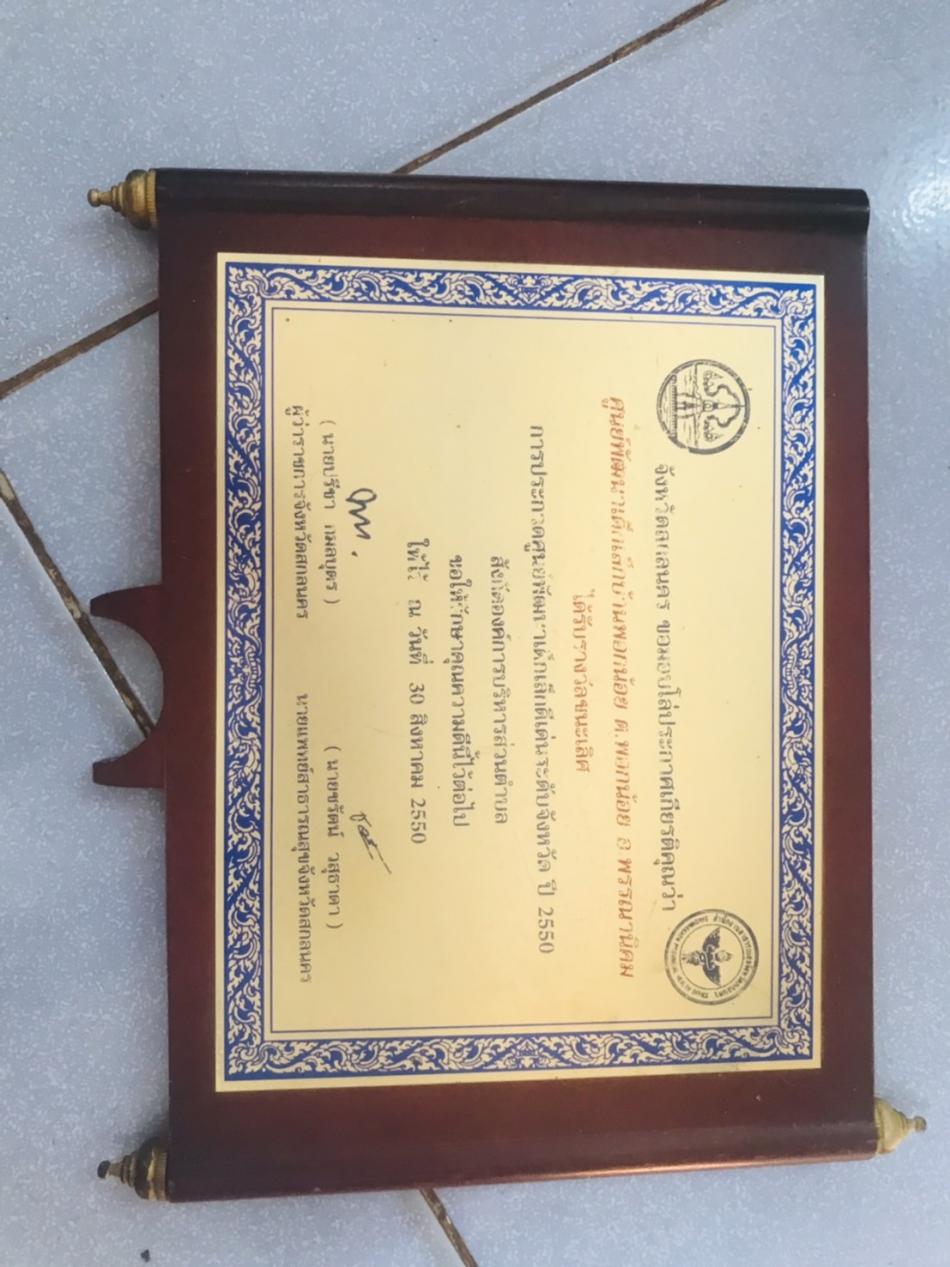 จังหวัดสกลนคร ขอมอบโล่ประกาศเกียรติคุณว่า
ศูนย์พัฒนาเด็กเล็กบ้านพอกน้อย ต.พอกน้อย อ พรรณานิคม
ได้รับรางวัลชนะเลิศ
การประกวดศูนย์พัฒนาเด็กเล็กดีเด่นระดับจังหวัด ปี 2550
สังกัดองค์การบริหารส่วนตำบล
ขอให้รักษาคุณความดีนี้ไว้ต่อไป
ให้ไว้ ณ วันที่ 30 สิงหาคม 2550
( นายปรีชา กมลบุตร )
ผู้ว่าราชการจังหวัดสกลนคร
( นายชรัตน์ วสุธาดา )
นายแพทย์สาธารณสุขจังหวัดสกลนคร